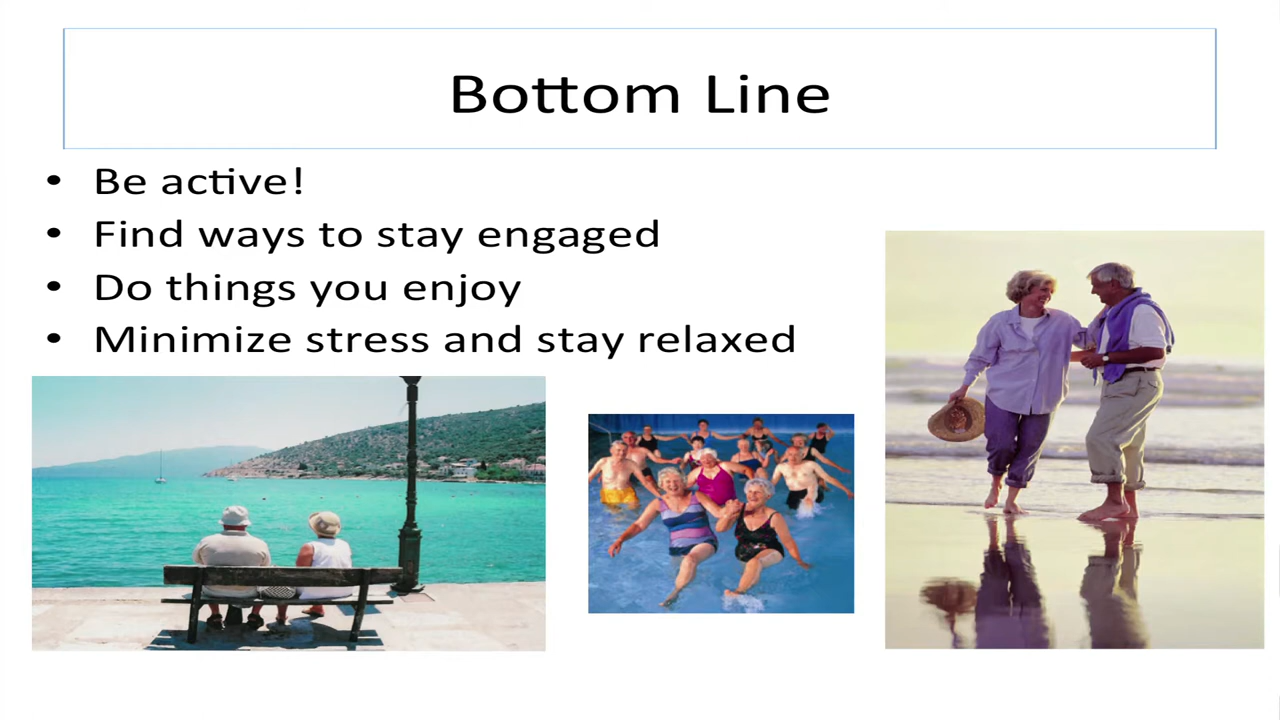 Bottom Line
• Be active!
• Find ways to stay engaged
• Do things you enjoy
• Minimize stress and stay relaxed